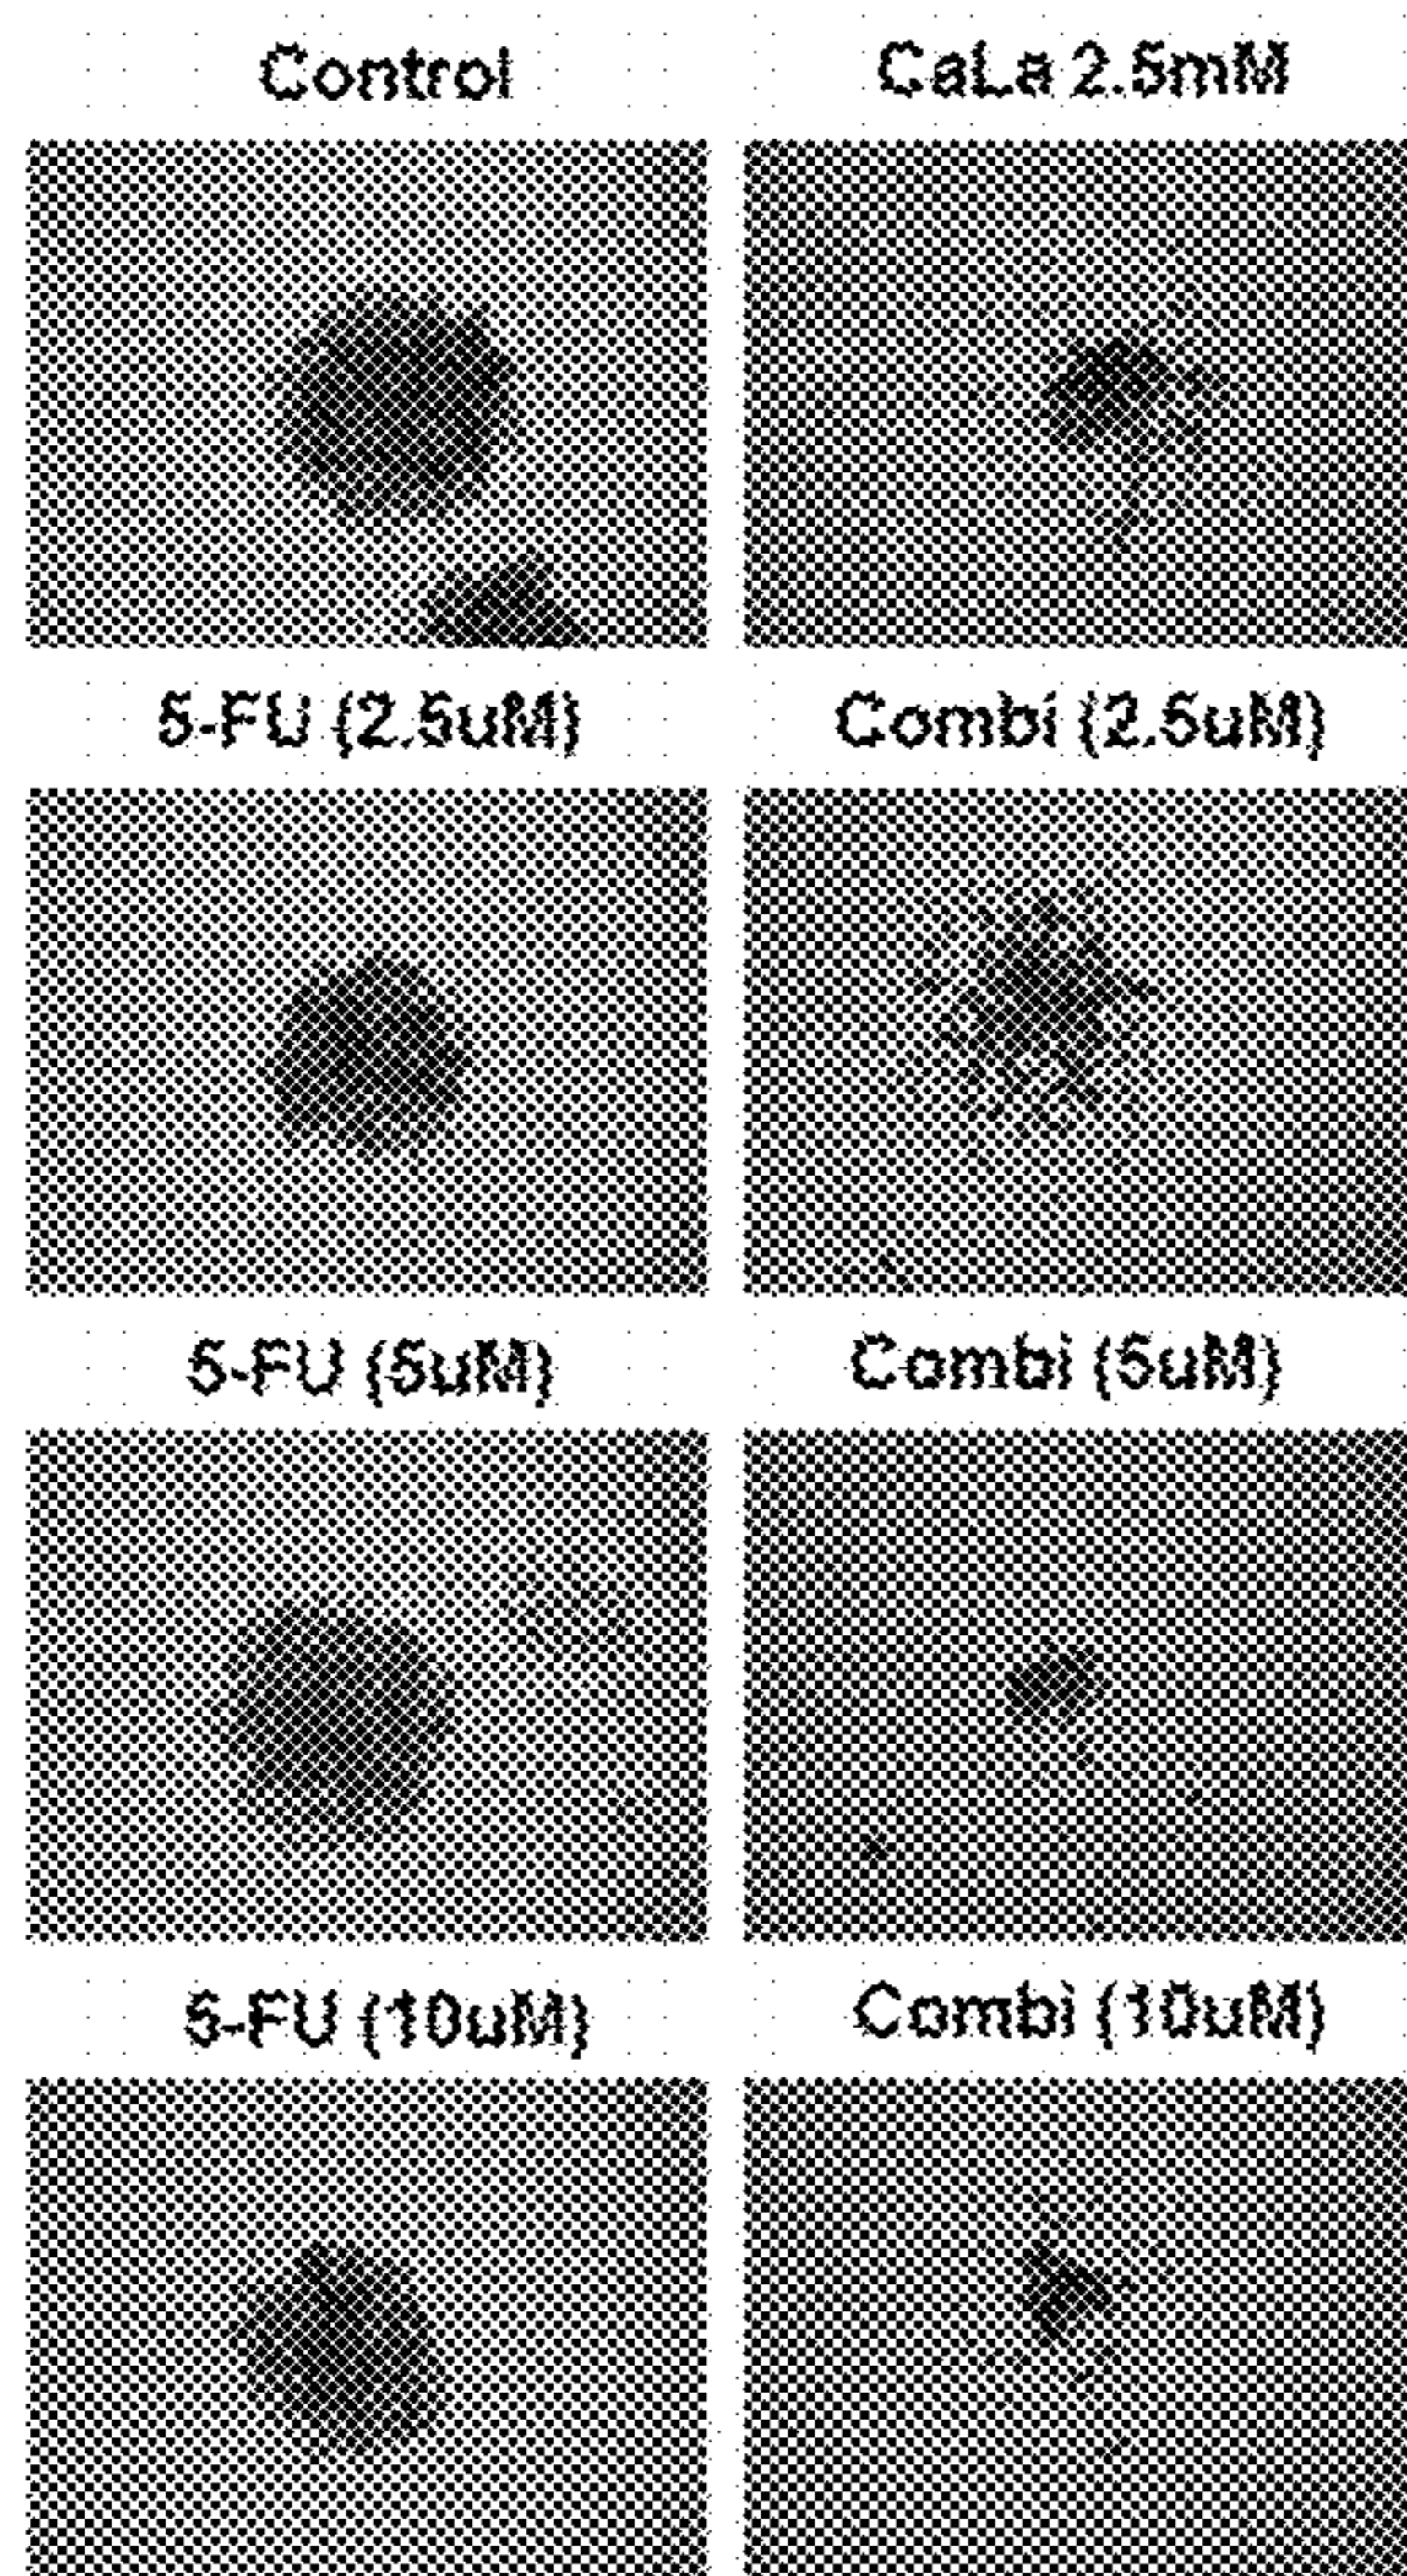 Control
CaLa 2.5mM
5-FU (2.5uM)
Combi (2.5uM)
5-FU (5uM)
Combi (5uM)
5-FU (10uM)
Combi (10uM)